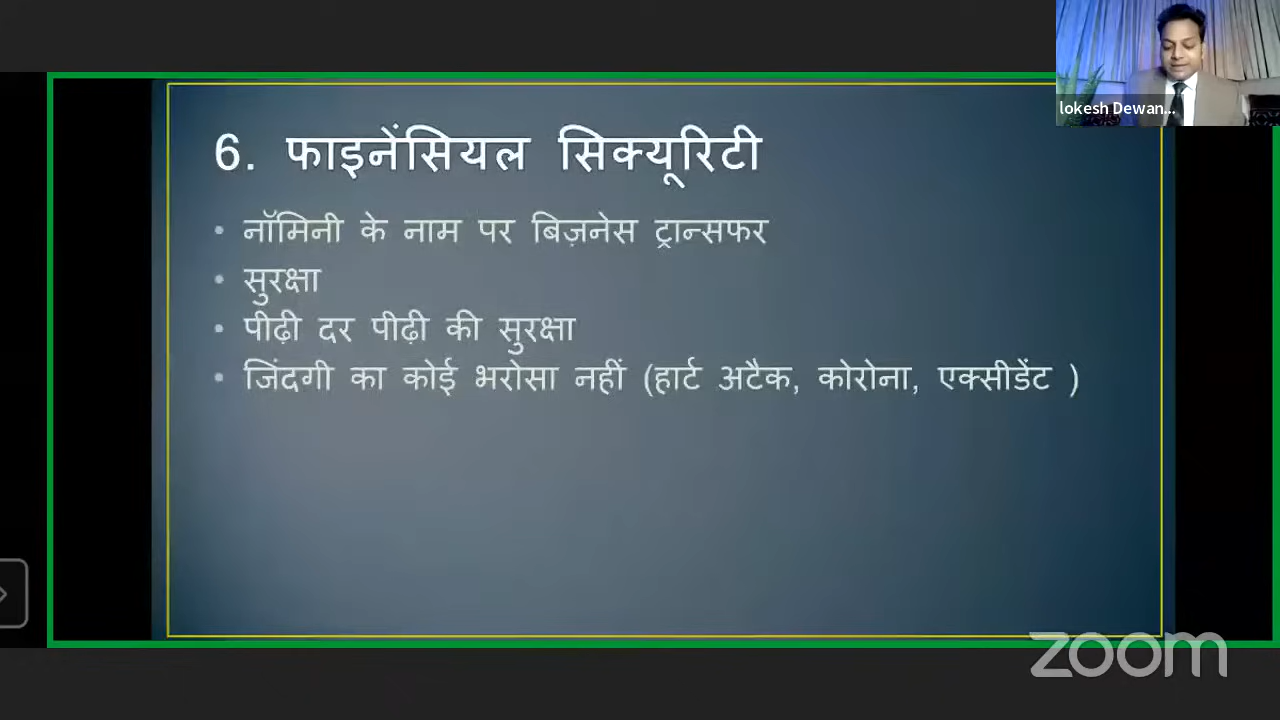 lokesh Dewan...
6. फाइनेंसियल सिक्यूरिटी
• नॉमिनी के नाम पर बिज़नेस ट्रान्सफर
• सुरक्षा
• पीढ़ी दर पीढ़ी की सुरक्षा
• जिंदगी का कोई भरोसा नहीं (हार्ट अटैक, कोरोना, एक्सीडेंट )
zoom